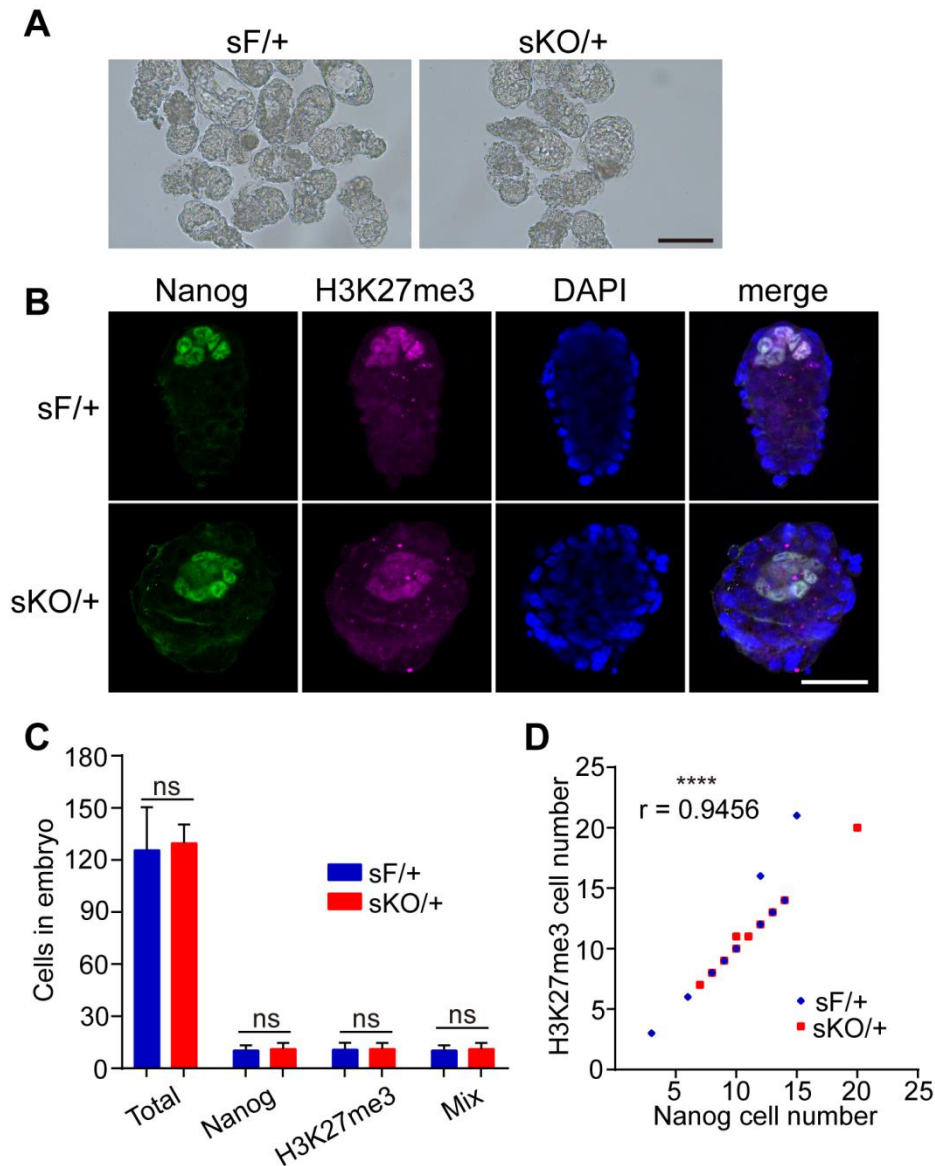 A
sF/+ sKO/+
B
Nanog H3K27me3 DAPI merge
sF/+
sKO/+
C
180
150
120
90
60
30
0
Cells in embryo
ns
ns ns ns
sF/+
sKO/+
Total Nanog H3K27me3 Mix
D
25
20
15
10
5
0
H3K27me3 cell number
****
r = 0.9456
sF/+
sKO/+
5 10 15 20 25
Nanog cell number